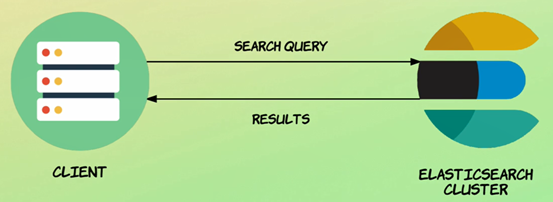 SEARCH QUERY
RESULTS
CLIENT
ELASTICSEARCH
CLUSTER